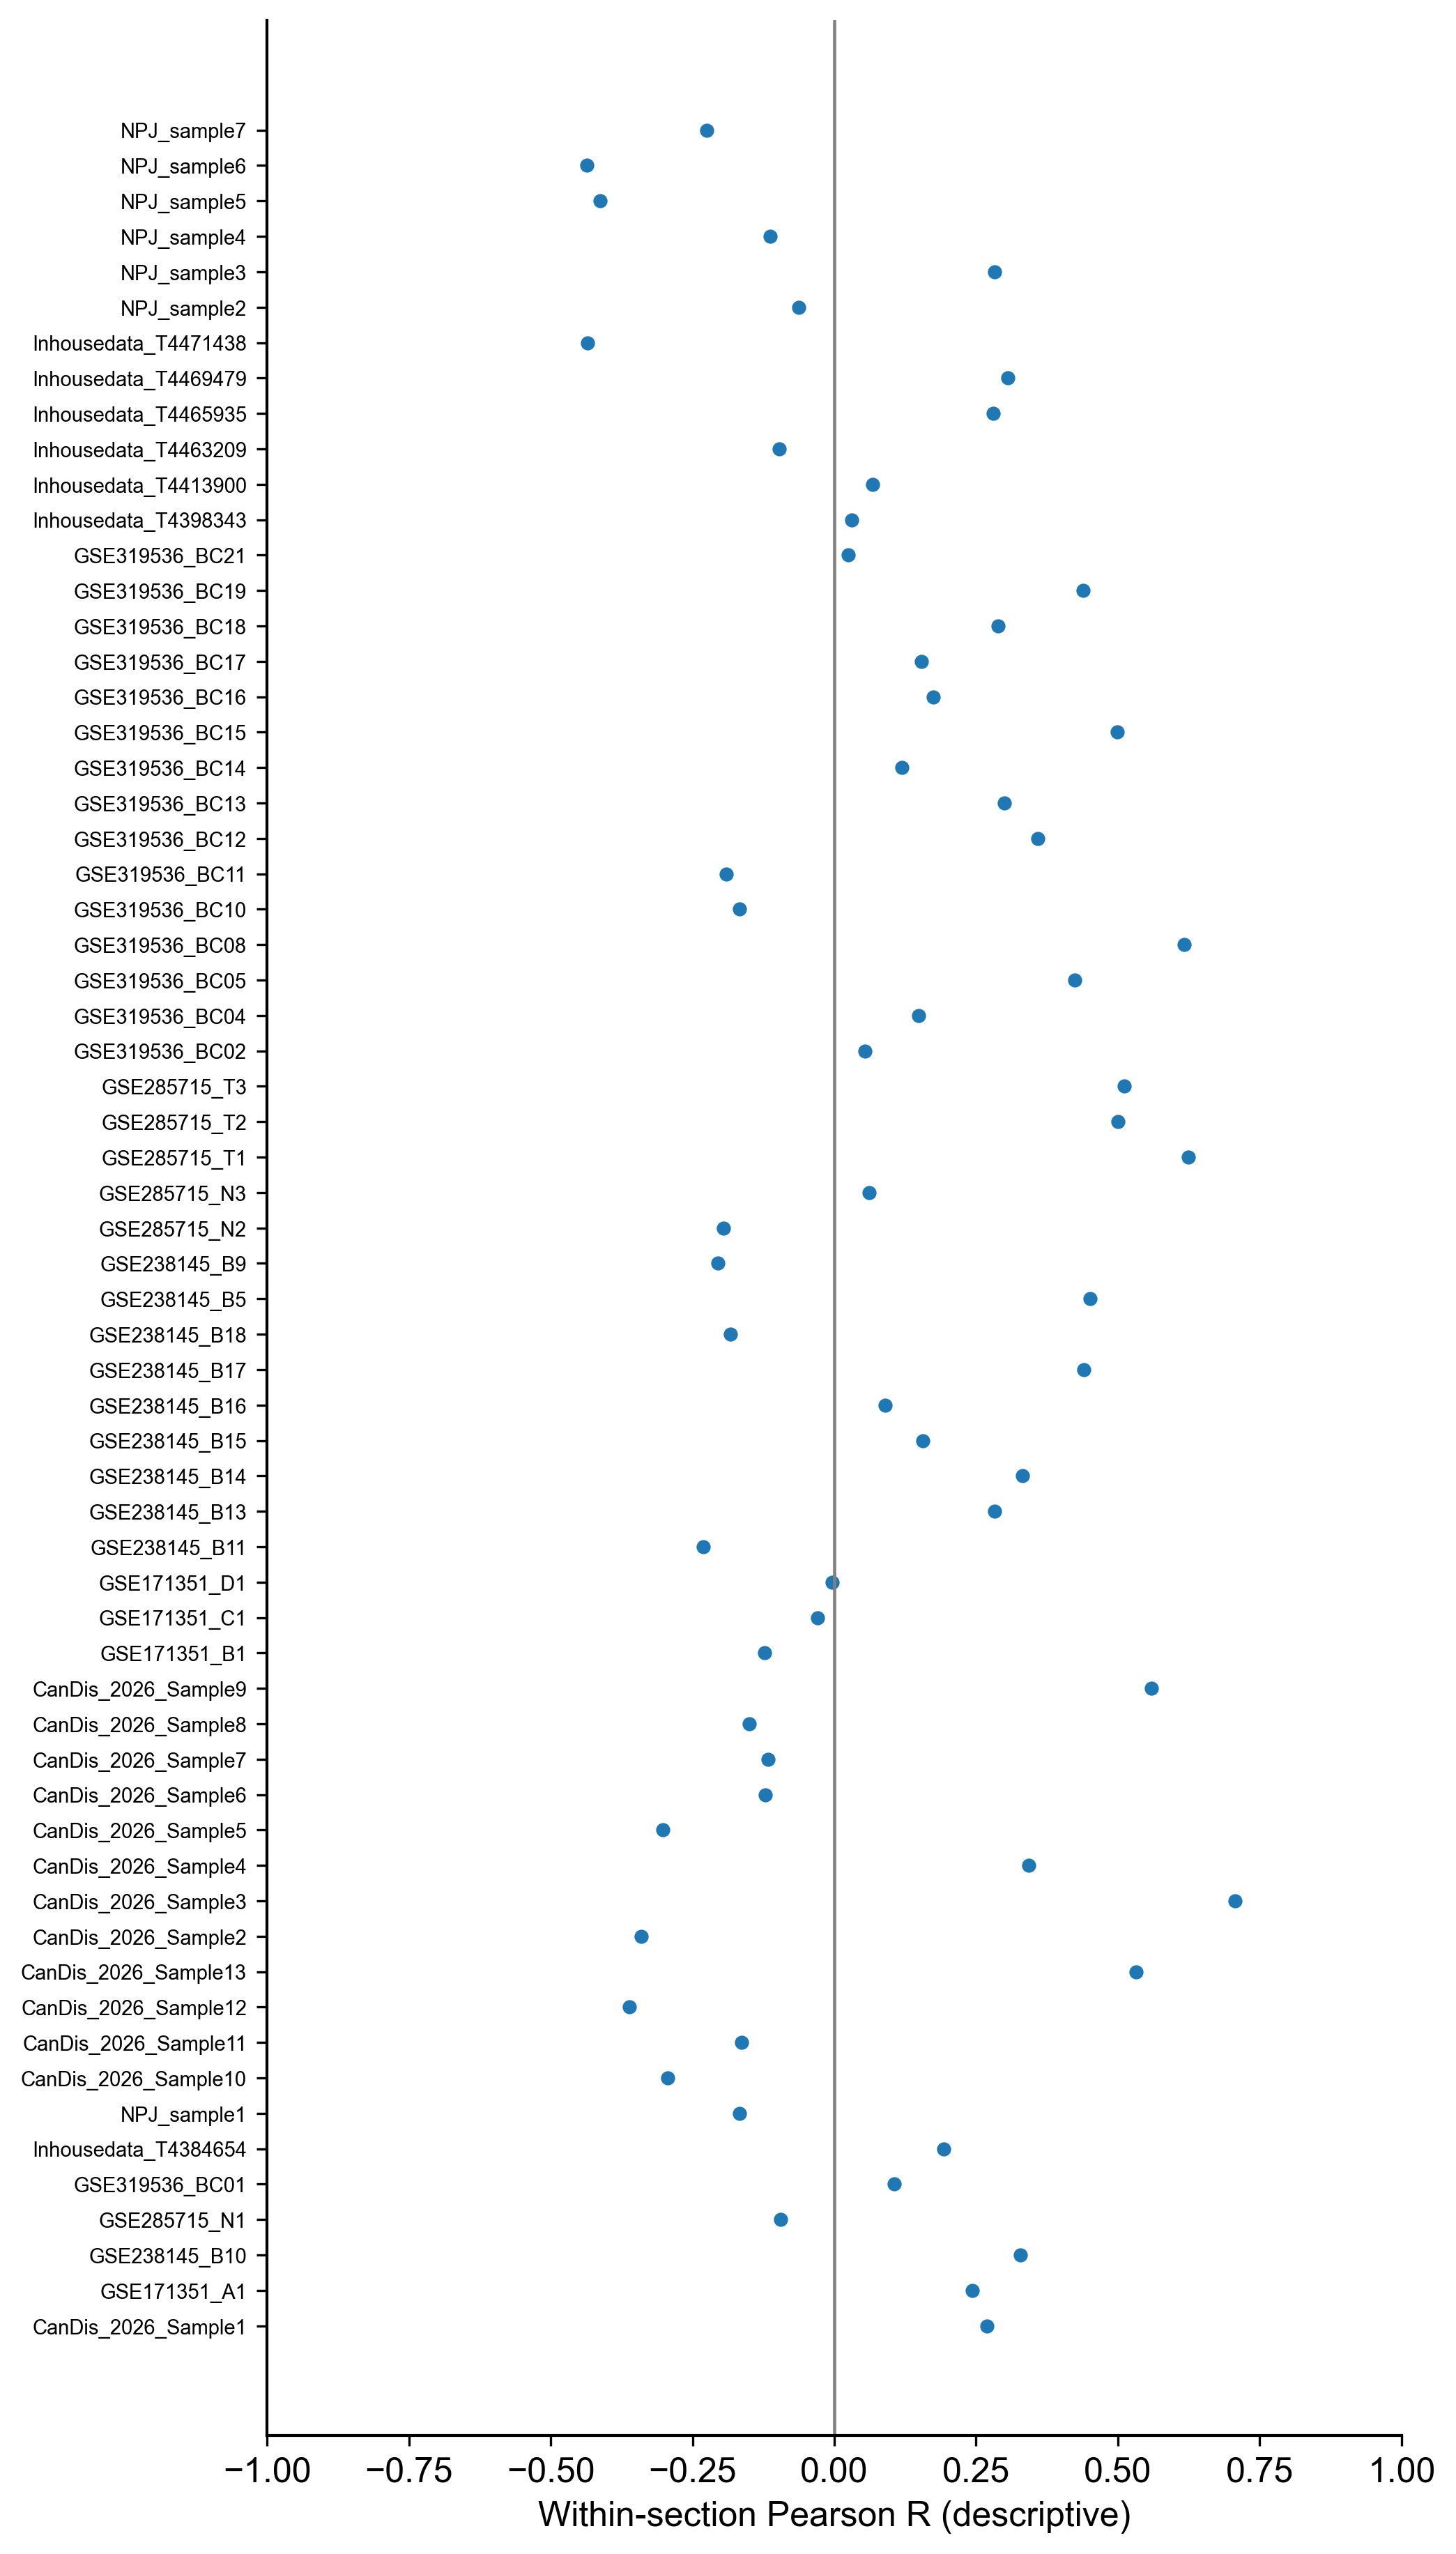 NPJ_sample7
NPJ_sample6
NPJ_sample5
NPJ_sample4
NPJ_sample3
NPJ_sample2
Inhousedata_T4471438
Inhousedata_T4469479
Inhousedata_T4465935
Inhousedata_T4463209
Inhousedata_T4413900
Inhousedata_T4398343
GSE319536_BC21
GSE319536_BC19
GSE319536_BC18
GSE319536_BC17
GSE319536_BC16
GSE319536_BC15
GSE319536_BC14
GSE319536_BC13
GSE319536_BC12
GSE319536_BC11
GSE319536_BC10
GSE319536_BC08
GSE319536_BC05
GSE319536_BC04
GSE319536_BC02
GSE285715_T3
GSE285715_T2
GSE285715_T1
GSE285715_N3
GSE285715_N2
GSE238145_B9
GSE238145_B5
GSE238145_B18
GSE238145_B17
GSE238145_B16
GSE238145_B15
GSE238145_B14
GSE238145_B13
GSE238145_B11
GSE171351_D1
GSE171351_C1
GSE171351_B1
CanDis_2026_Sample9
CanDis_2026_Sample8
CanDis_2026_Sample7
CanDis_2026_Sample6
CanDis_2026_Sample5
CanDis_2026_Sample4
CanDis_2026_Sample3
CanDis_2026_Sample2
CanDis_2026_Sample13
CanDis_2026_Sample12
CanDis_2026_Sample11
CanDis_2026_Sample10
NPJ_sample1
Inhousedata_T4384654
GSE319536_BC01
GSE285715_N1
GSE238145_B10
GSE171351_A1
CanDis_2026_Sample1
−1.00 −0.75 −0.50 −0.25 0.00 0.25 0.50 0.75 1.00
Within-section Pearson R (descriptive)